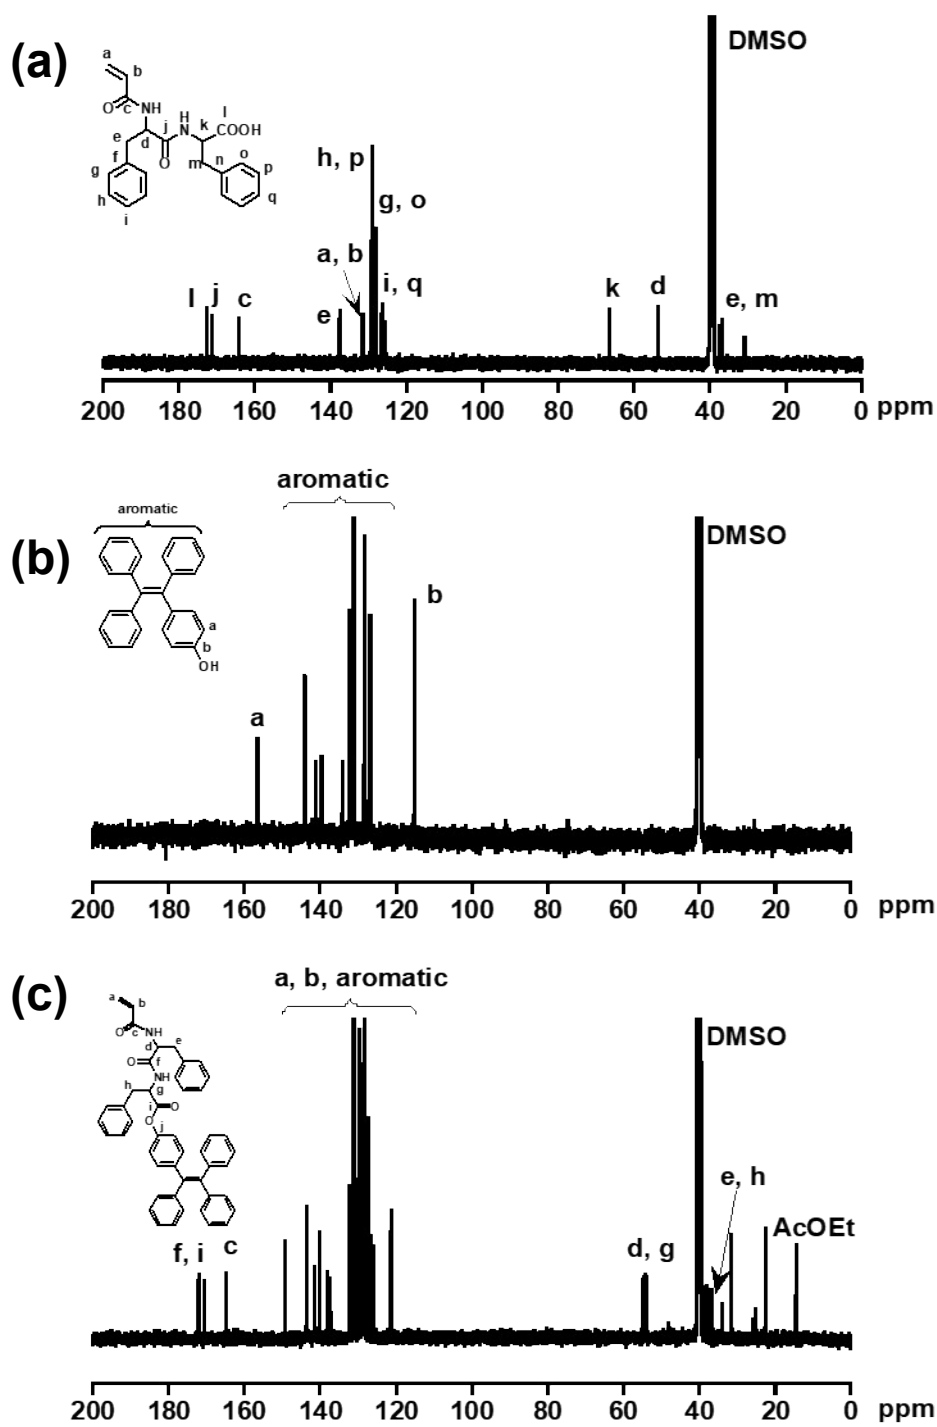 (a)
a
b
c
O
NH
H
N
k
l
COOH
e
d
j
O
f
m
n
o
g
p
h
q
i
DMSO
h, p
g, o
a, b
i, q
l
j
c
e
k
d
e, m
200 180 160 140 120 100 80 60 40 20 0 ppm
aromatic
aromatic
(b)
DMSO
b
a
b
OH
a
200 180 160 140 120 100 80 60 40 20 0 ppm
(c)
a, b, aromatic
a
b
c
O
NH
d
e
O
f
NH
h
g
i
O
O
j
DMSO
e, h
AcOEt
f, i
c
d, g
200 180 160 140 120 100 80 60 40 20 0 ppm